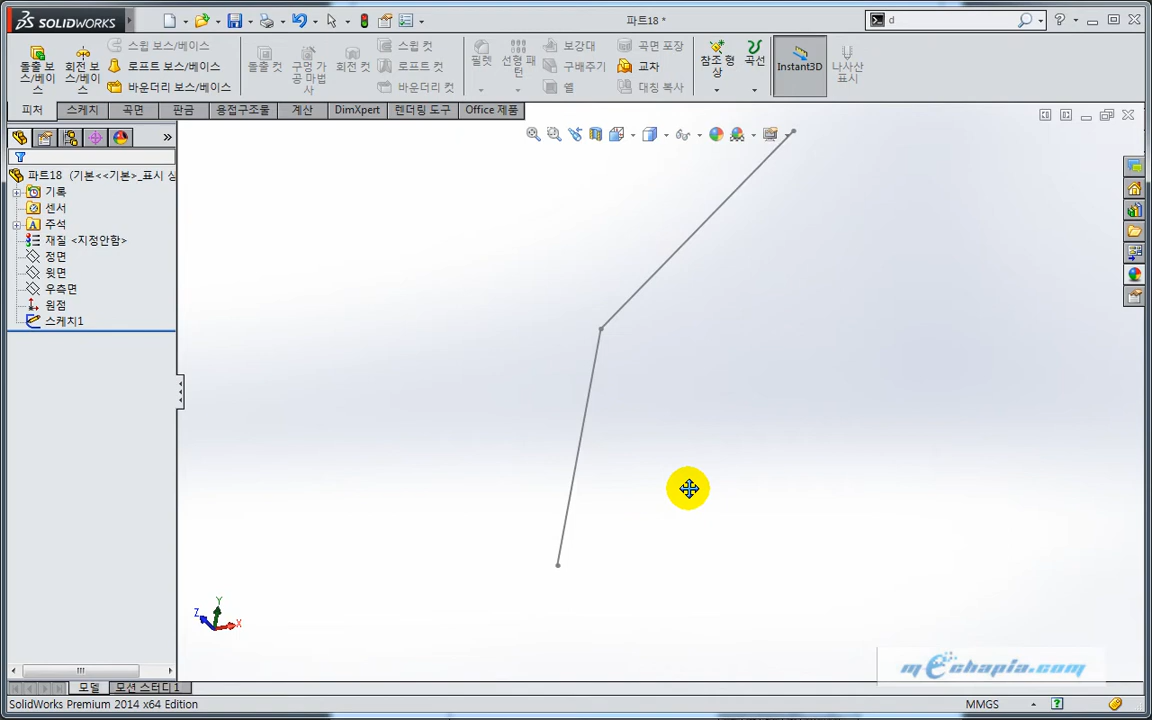 SOLIDWORKS
파트18 *
d
돌출 보스/베이스
회전 보스/베이스
스윕 보스/베이스
로프트 보스/베이스
바운더리 보스/베이스
돌출 컷
구멍 가공 마법사
회전 컷
스윕 컷
로프트 컷
바운더리 컷
필렛
선형 패턴
보강대
구배주기
쉘
곡면 포장
교차
대칭 복사
참조 형상
곡선
Instant3D
나사산 표시
피처
스케치
곡면
판금
용접구조물
계산
DimXpert
렌더링 도구
Office 제품
파트18 (기본<<기본>_표시 상
기록
센서
주석
재질 <지정안함>
정면
윗면
우측면
원점
스케치1
Y
Z
X
mEchapia.com
모델
모션 스터디 1
SolidWorks Premium 2014 x64 Edition
MMGS